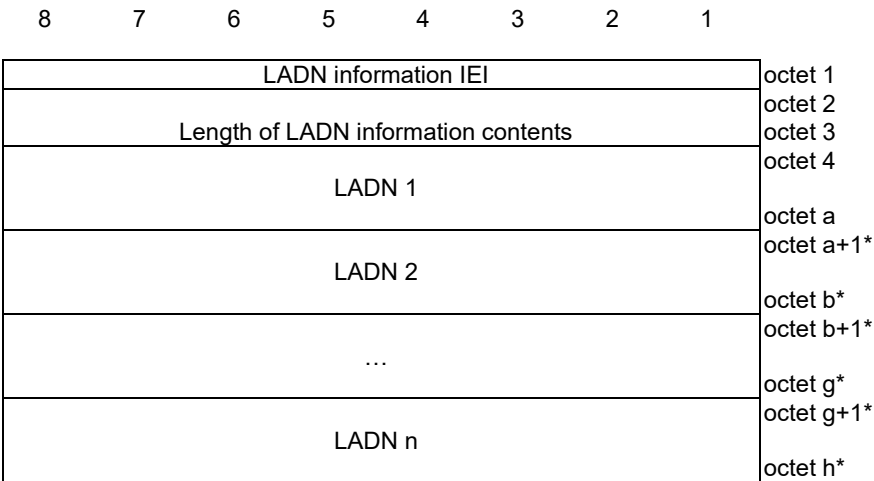 8 7 6 5 4 3 2 1
LADN information IEI octet 1
octet 2
Length of LADN information contents octet 3
octet 4
LADN 1
octet a
octet a+1*
LADN 2
octet b*
octet b+1*
…
octet g*
octet g+1*
LADN n
octet h*